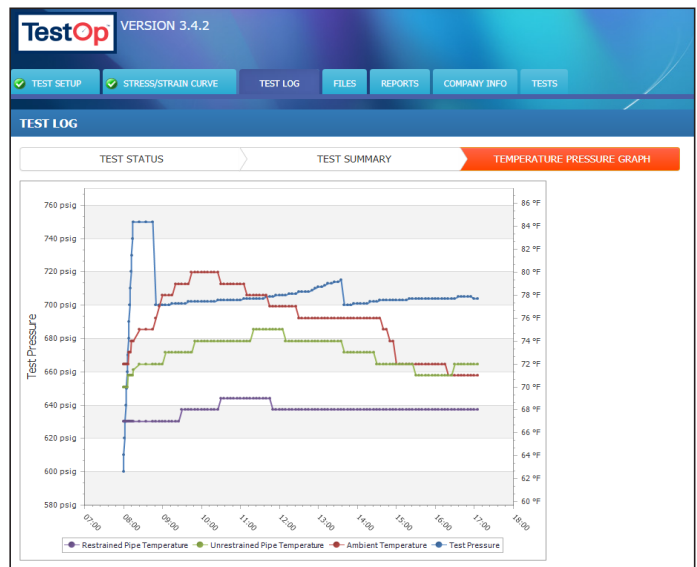 TestOp™ VERSION 3.4.2
TEST SETUP STRESS/STRAIN CURVE TEST LOG FILES REPORTS COMPANY INFO TESTS
TEST LOG
TEST STATUS TEST SUMMARY TEMPERATURE PRESSURE GRAPH
760 psig
740 psig
720 psig
700 psig
680 psig
660 psig
640 psig
620 psig
600 psig
580 psig
Test Pressure
86 °F
84 °F
82 °F
80 °F
78 °F
76 °F
74 °F
72 °F
70 °F
68 °F
66 °F
64 °F
62 °F
60 °F
07:00 08:00 09:00 10:00 11:00 12:00 13:00 14:00 15:00 16:00 17:00 18:00
Restrained Pipe Temperature Unrestrained Pipe Temperature Ambient Temperature Test Pressure